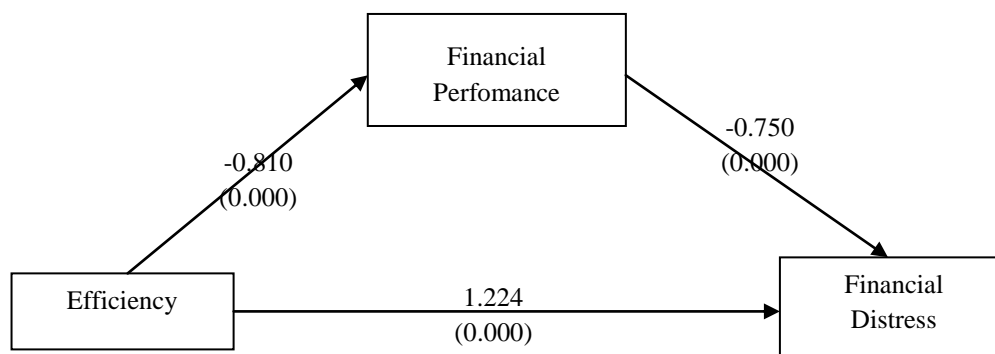 Financial
Perfomance
-0.810
(0.000)
-0.750
(0.000)
Efficiency
1.224
(0.000)
Financial
Distress